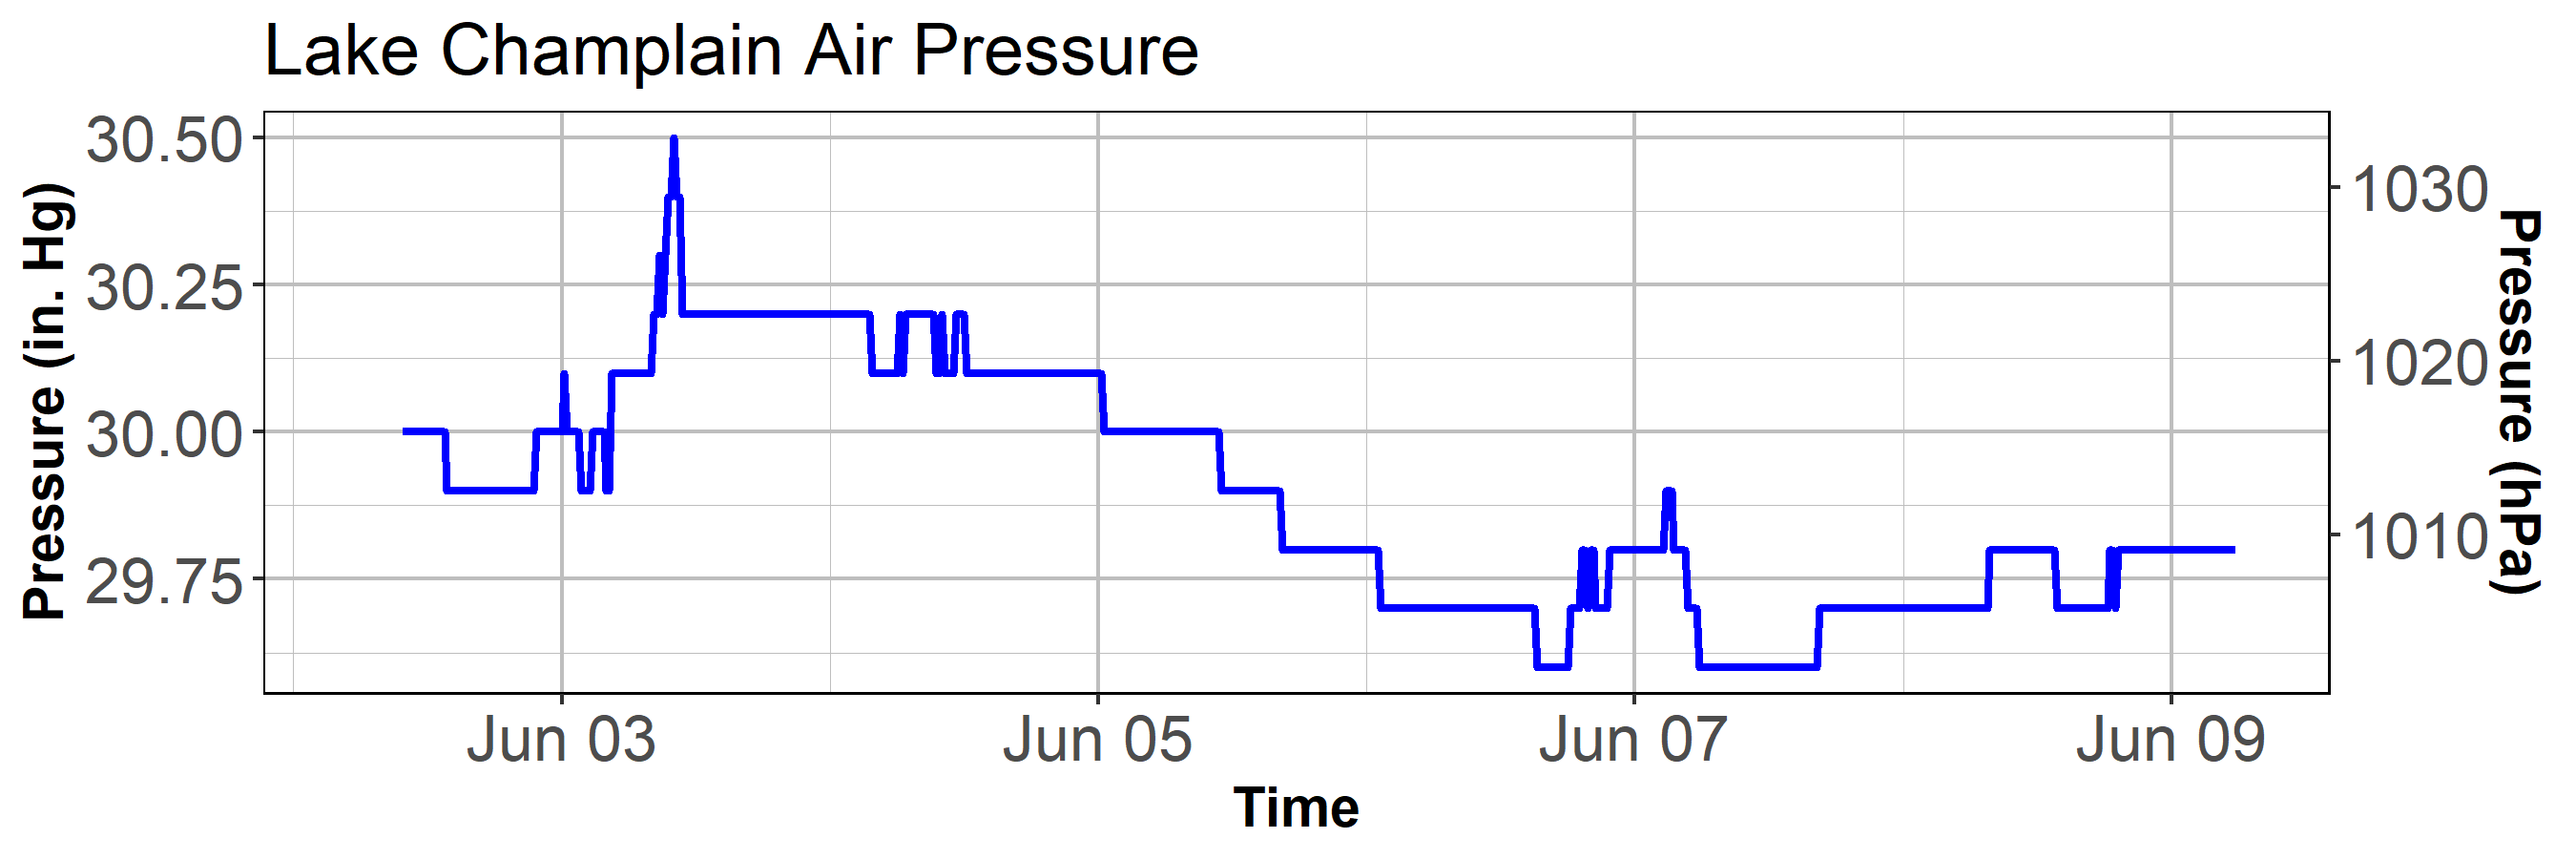 Lake Champlain Air Pressure
Pressure (in. Hg)
30.50
30.25
30.00
29.75
1030
1020
1010
Pressure (hPa)
Jun 03 Jun 05 Jun 07 Jun 09
Time